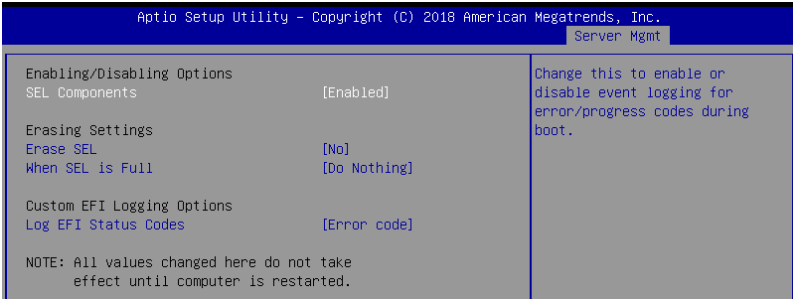 Aptio Setup Utility – Copyright (C) 2018 American Megatrends, Inc.
Server Mgmt
Enabling/Disabling Options
SEL Components [Enabled]
Erasing Settings
Erase SEL [No]
When SEL is Full [Do Nothing]
Custom EFI Logging Options
Log EFI Status Codes [Error code]
NOTE: All values changed here do not take
effect until computer is restarted.
Change this to enable or
disable event logging for
error/progress codes during
boot.